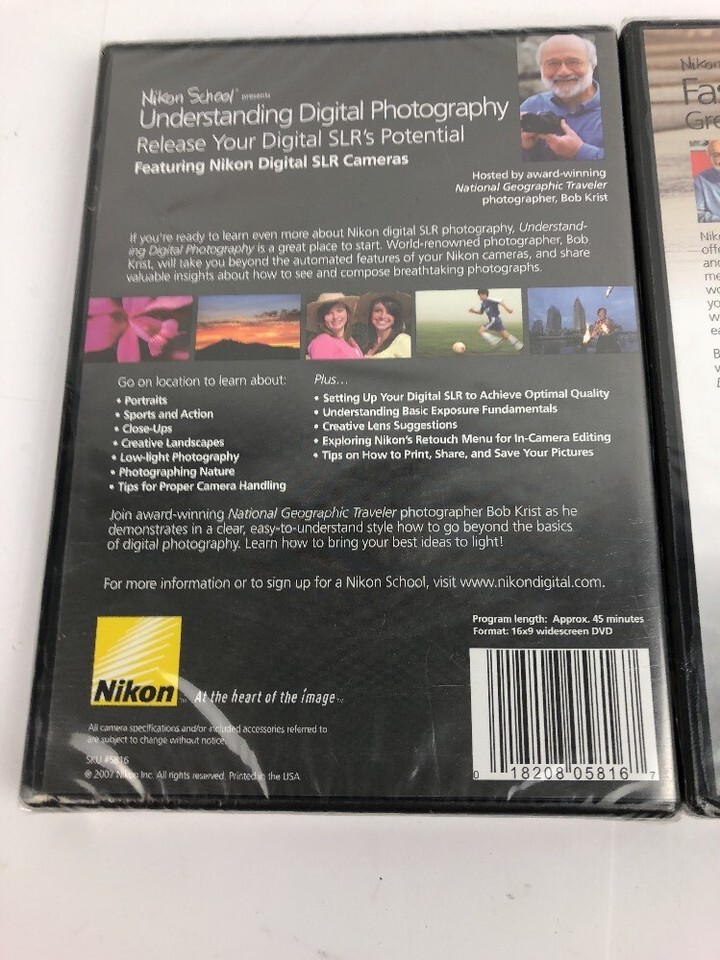 Nikon School® presents
Understanding Digital Photography
Release Your Digital SLR's Potential
Featuring Nikon Digital SLR Cameras
Hosted by award-winning
National Geographic Traveler
photographer, Bob Krist
If you're ready to learn even more about Nikon digital SLR photography, Understand-
ing Digital Photography is a great place to start. World-renowned photographer, Bob
Krist, will take you beyond the automated features of your Nikon cameras, and share
valuable insights about how to see and compose breathtaking photographs.
Go on location to learn about:
• Portraits
• Sports and Action
• Close-Ups
• Creative Landscapes
• Low-light Photography
• Photographing Nature
• Tips for Proper Camera Handling
Plus...
• Setting Up Your Digital SLR to Achieve Optimal Quality
• Understanding Basic Exposure Fundamentals
• Creative Lens Suggestions
• Exploring Nikon's Retouch Menu for In-Camera Editing
• Tips on How to Print, Share, and Save Your Pictures
Join award-winning National Geographic Traveler photographer Bob Krist as he
demonstrates in a clear, easy-to-understand style how to go beyond the basics
of digital photography. Learn how to bring your best ideas to light!
For more information or to sign up for a Nikon School, visit www.nikondigital.com.
Program length: Approx. 45 minutes
Format: 16x9 widescreen DVD
Nikon™ At the heart of the image™
All camera specifications and/or included accessories referred to
are subject to change without notice.
SKU #5816
© 2007 Nikon Inc. All rights reserved. Printed in the USA
0 18208 05816 7
Nikon
Fas
Gre
Nik
offe
and
me
wo
yo
w
ea
B
w